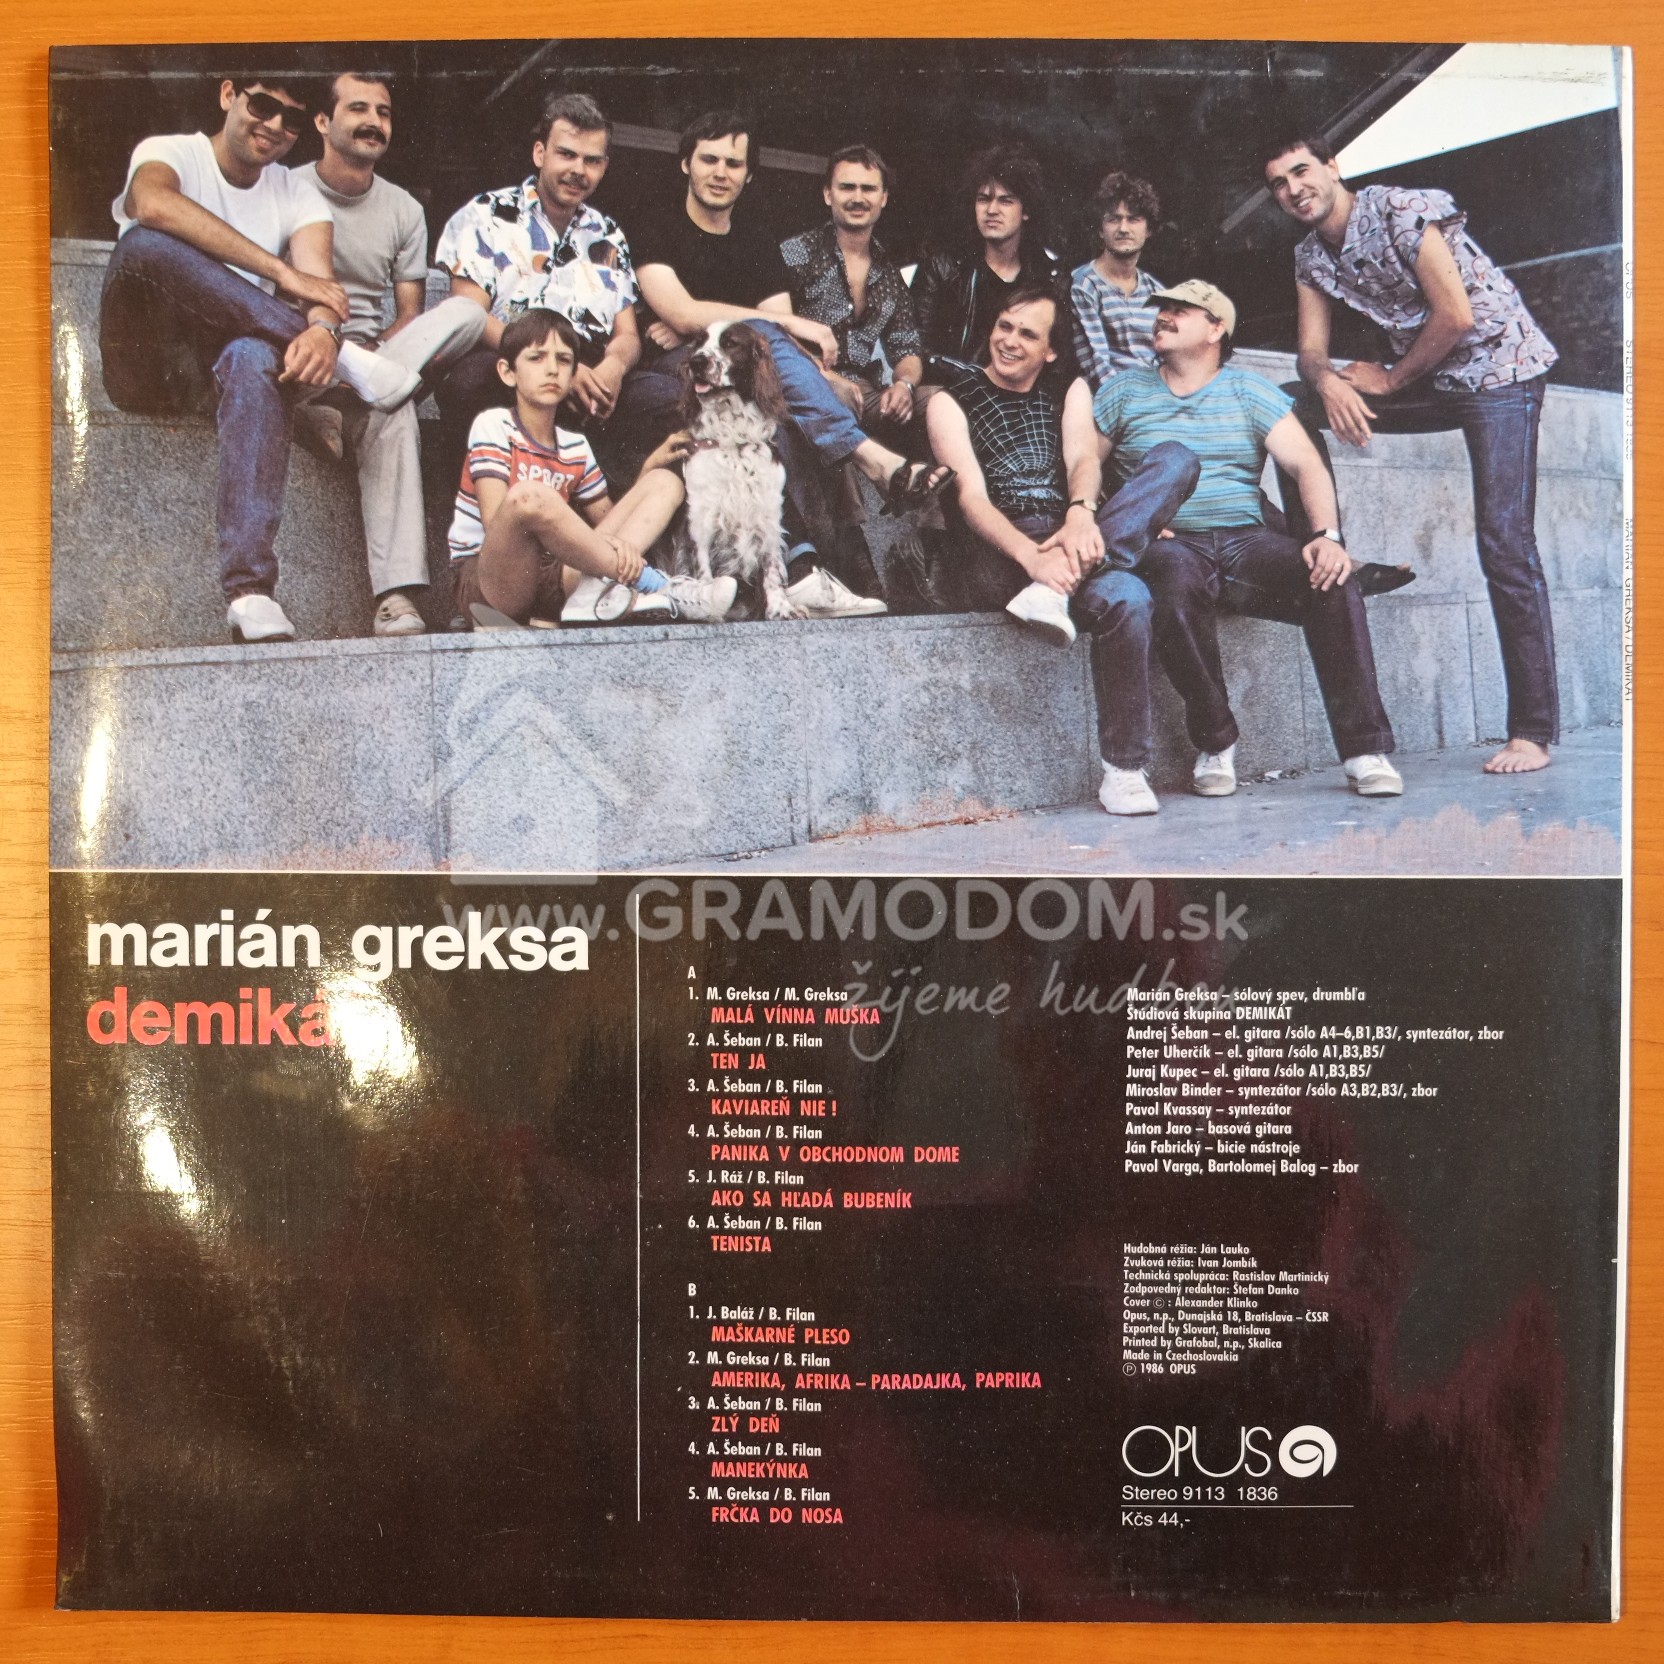 SPORT
OPUS
STEREO 9113 1836
MARIÁN GREKSA / DEMIKÁT
www.GRAMODOM.sk
žijeme hudbou
marián greksa
demikát
A
1. M. Greksa / M. Greksa
MALÁ VÍNNA MUŠKA
2. A. Šeban / B. Filan
TEN JA
3. A. Šeban / B. Filan
KAVIAREŇ NIE !
4. A. Šeban / B. Filan
PANIKA V OBCHODNOM DOME
5. J. Ráž / B. Filan
AKO SA HĽADÁ BUBENÍK
6. A. Šeban / B. Filan
TENISTA
B
1. J. Baláž / B. Filan
MAŠKARNÉ PLESO
2. M. Greksa / B. Filan
AMERIKA, AFRIKA – PARADAJKA, PAPRIKA
3. A. Šeban / B. Filan
ZLÝ DEŇ
4. A. Šeban / B. Filan
MANEKÝNKA
5. M. Greksa / B. Filan
FRČKA DO NOSA
Marián Greksa – sólový spev, drumbľa
Štúdiová skupina DEMIKÁT
Andrej Šeban – el. gitara /sólo A4–6,B1,B3/, syntezátor, zbor
Peter Uherčík – el. gitara /sólo A1,B3,B5/
Juraj Kupec – el. gitara /sólo A1,B3,B5/
Miroslav Binder – syntezátor /sólo A3,B2,B3/, zbor
Pavol Kvassay – syntezátor
Anton Jaro – basová gitara
Ján Fabrický – bicie nástroje
Pavol Varga, Bartolomej Balog – zbor
Hudobná réžia: Ján Lauko
Zvuková réžia: Ivan Jombík
Technická spolupráca: Rastislav Martinický
Zodpovedný redaktor: Štefan Danko
Cover © : Alexander Klinko
Opus, n.p., Dunajská 18, Bratislava – ČSSR
Exported by Slovart, Bratislava
Printed by Grafobal, n.p., Skalica
Made in Czechoslovakia
℗ 1986 OPUS
OPUS
Stereo 9113 1836
Kčs 44,-